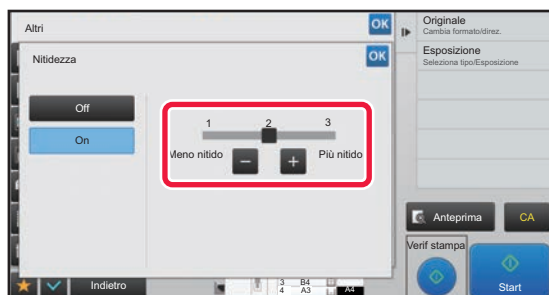 Altri
OK
Nitidezza
OK
Off
On
1 2 3
Meno nitido
Più nitido
Originale
Cambia formato/direz.
Esposizione
Seleziona tipo/Esposizione
Anteprima
CA
Verif stampa
Start
Indietro
3 B4
4 A3
A4